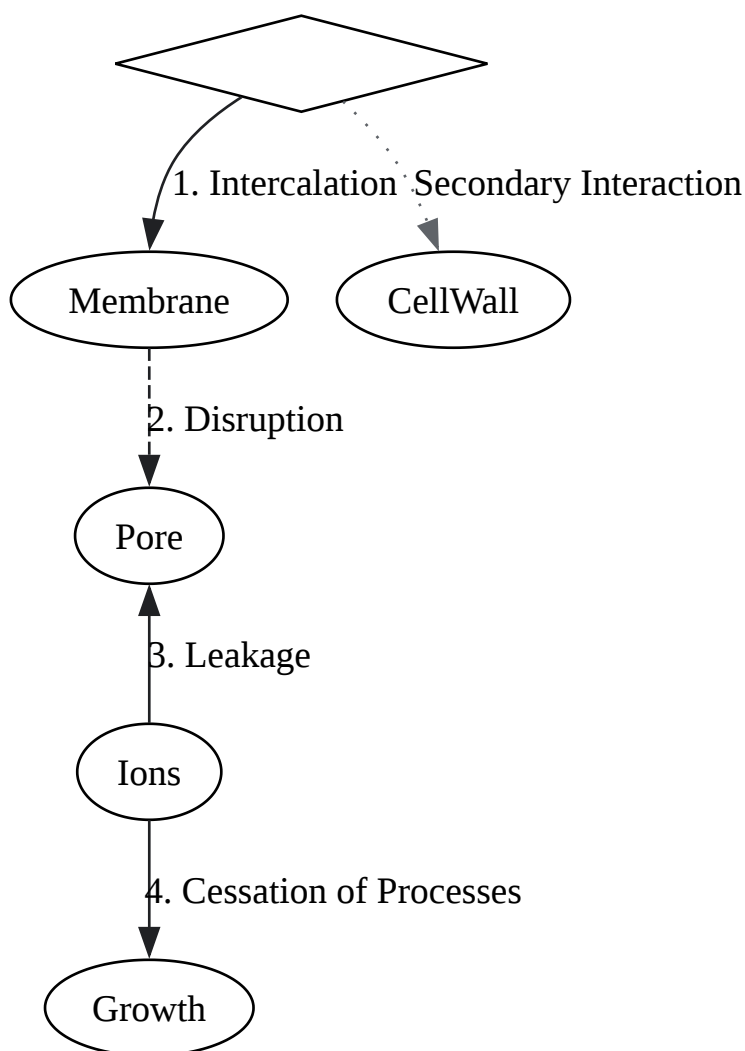 1. Intercalation
Secondary Interaction
Membrane
CellWall
2. Disruption
Pore
3. Leakage
Ions
4. Cessation of Processes
Growth